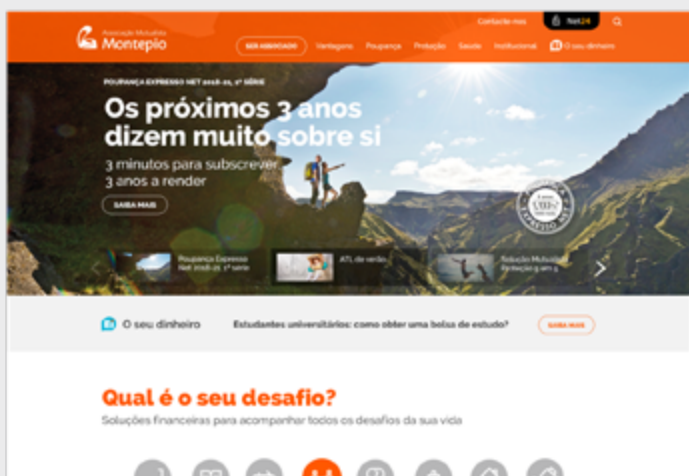 Contacte-nos
Net24
Associação Mutualista
Montepio
SER ASSOCIADO
Vantagens
Poupança
Proteção
Saúde
Institucional
O seu dinheiro
POUPANÇA EXPRESSO NET 2018-21, 1ª SÉRIE
Os próximos 3 anos
dizem muito sobre si
3 minutos para subscrever
3 anos a render
SAIBA MAIS
EXPRESSO NET
Poupança Expresso
Net 2018-21 1ª série
ATL de verão
Solução Mutualista
Proteção 5 em 5
O seu dinheiro
Estudantes universitários: como obter uma bolsa de estudo?
SAIBA MAIS
Qual é o seu desafio?
Soluções financeiras para acompanhar todos os desafios da sua vida